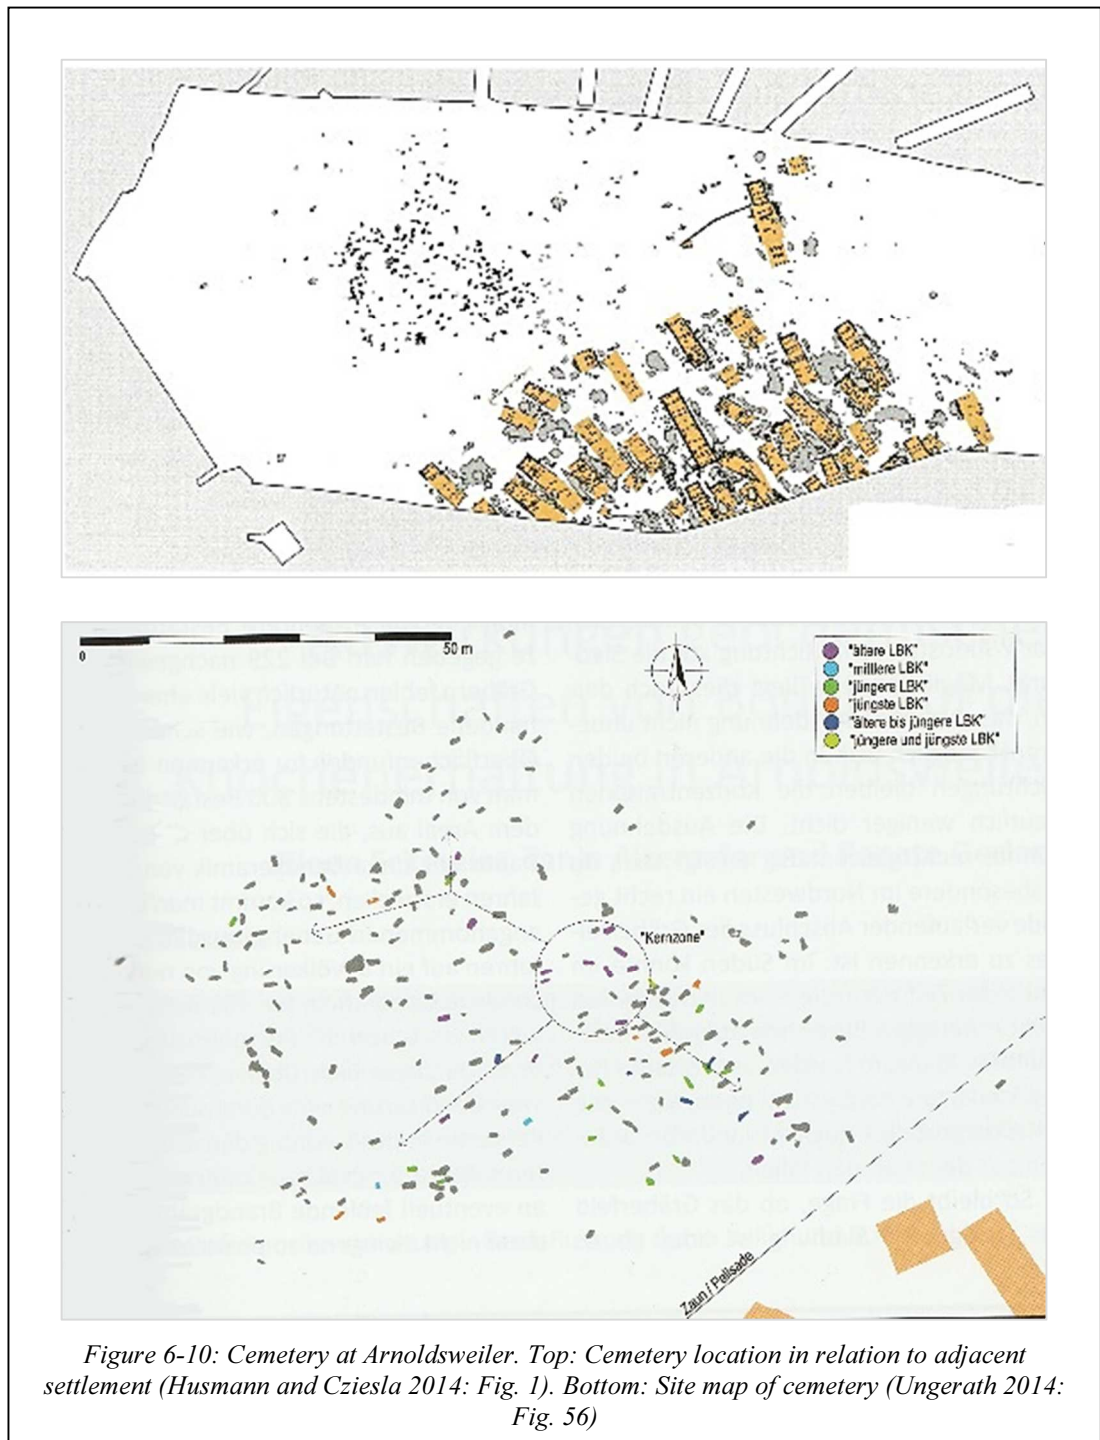 0
50 m
"ältere LBK"
"mittlere LBK"
"jüngere LBK"
"jüngste LBK"
"ältere bis jüngere LBK"
"jüngere und jüngste LBK"
"Kernzone"
Zaun / Palisade
Figure 6-10: Cemetery at Arnoldsweiler. Top: Cemetery location in relation to adjacent
settlement (Husmann and Cziesla 2014: Fig. 1). Bottom: Site map of cemetery (Ungerath 2014:
Fig. 56)